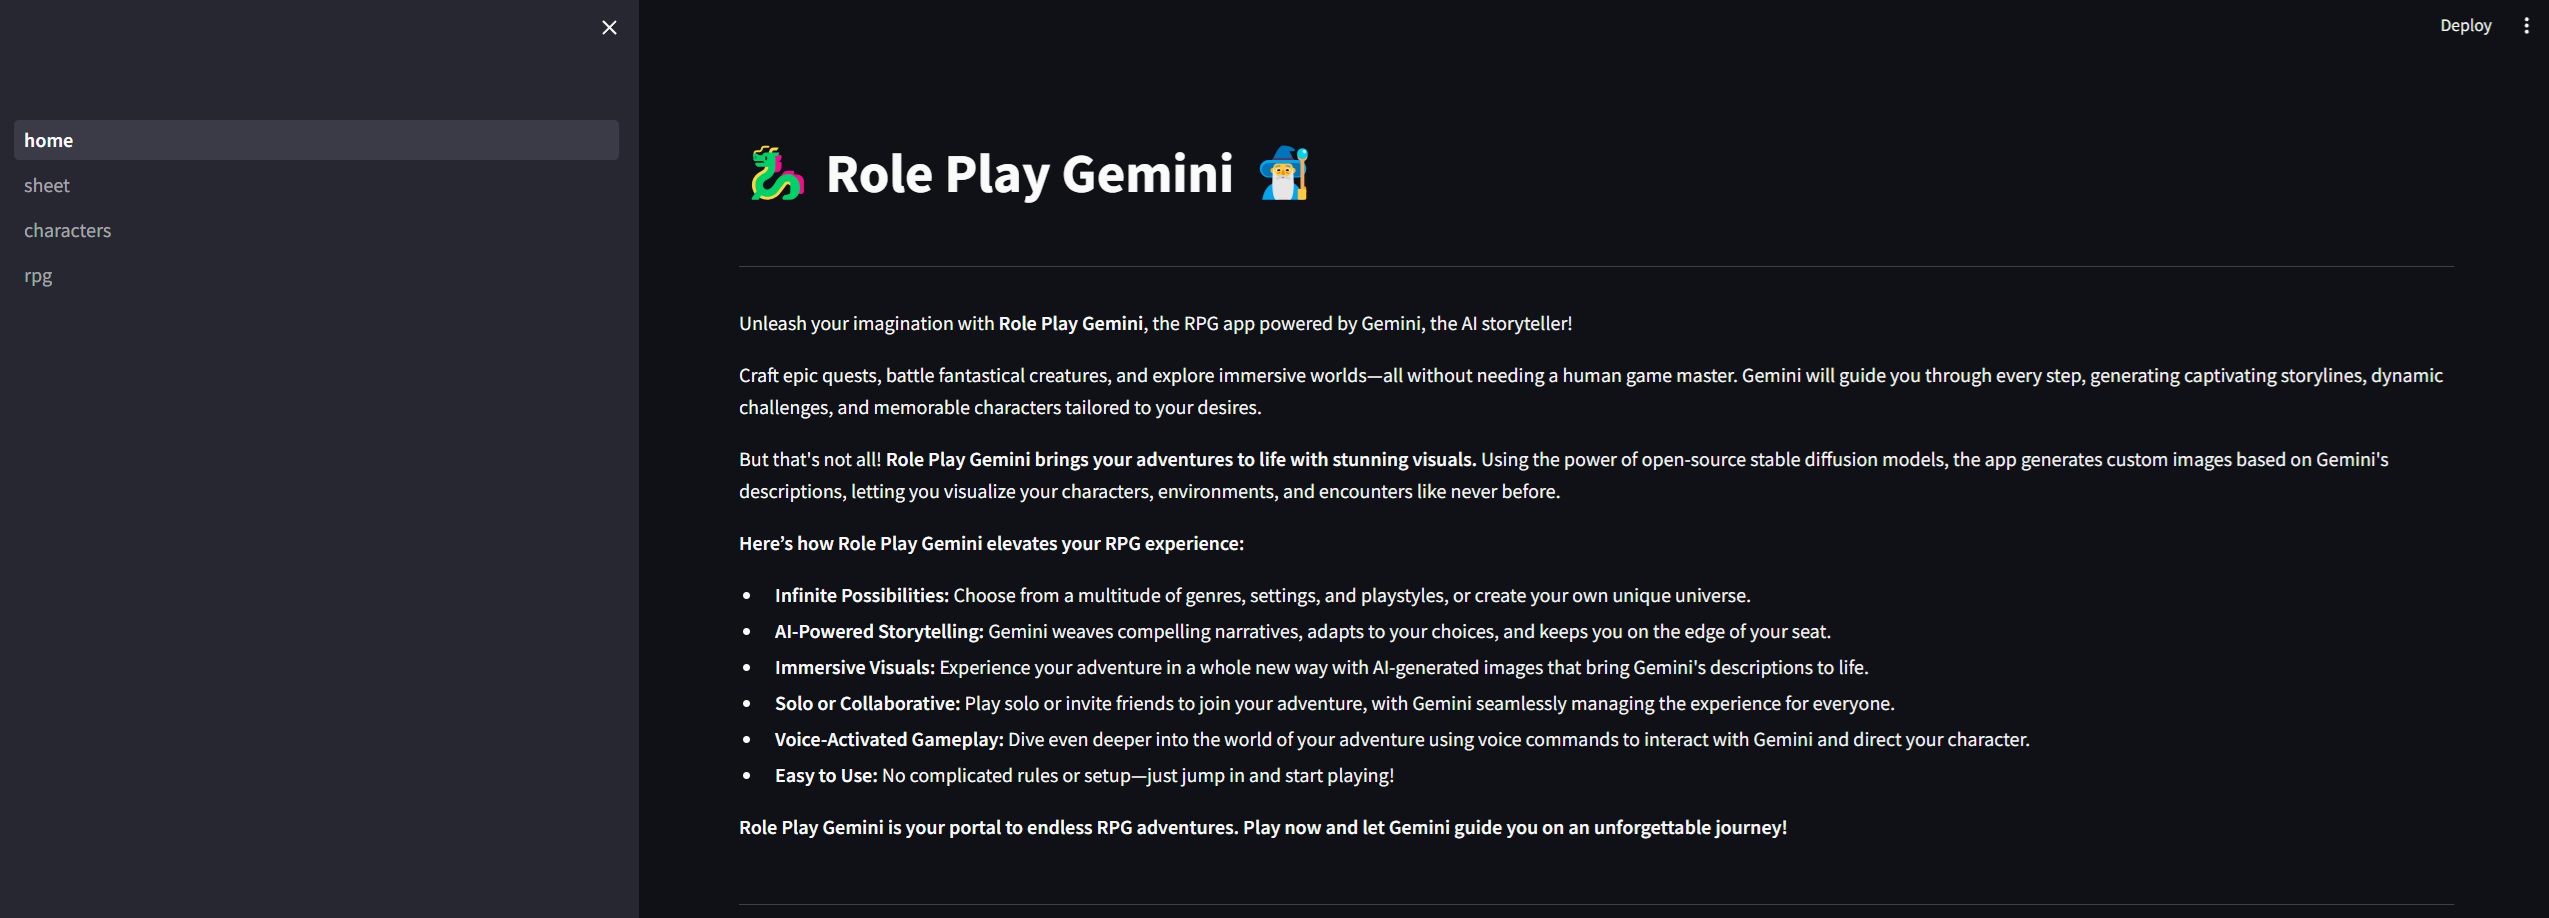 Deploy
home
sheet
characters
rpg
Role Play Gemini
Unleash your imagination with Role Play Gemini, the RPG app powered by Gemini, the AI storyteller!
Craft epic quests, battle fantastical creatures, and explore immersive worlds—all without needing a human game master. Gemini will guide you through every step, generating captivating storylines, dynamic
challenges, and memorable characters tailored to your desires.
But that's not all! Role Play Gemini brings your adventures to life with stunning visuals. Using the power of open-source stable diffusion models, the app generates custom images based on Gemini's
descriptions, letting you visualize your characters, environments, and encounters like never before.
Here’s how Role Play Gemini elevates your RPG experience:
• Infinite Possibilities: Choose from a multitude of genres, settings, and playstyles, or create your own unique universe.
• AI-Powered Storytelling: Gemini weaves compelling narratives, adapts to your choices, and keeps you on the edge of your seat.
• Immersive Visuals: Experience your adventure in a whole new way with AI-generated images that bring Gemini's descriptions to life.
• Solo or Collaborative: Play solo or invite friends to join your adventure, with Gemini seamlessly managing the experience for everyone.
• Voice-Activated Gameplay: Dive even deeper into the world of your adventure using voice commands to interact with Gemini and direct your character.
• Easy to Use: No complicated rules or setup—just jump in and start playing!
Role Play Gemini is your portal to endless RPG adventures. Play now and let Gemini guide you on an unforgettable journey!